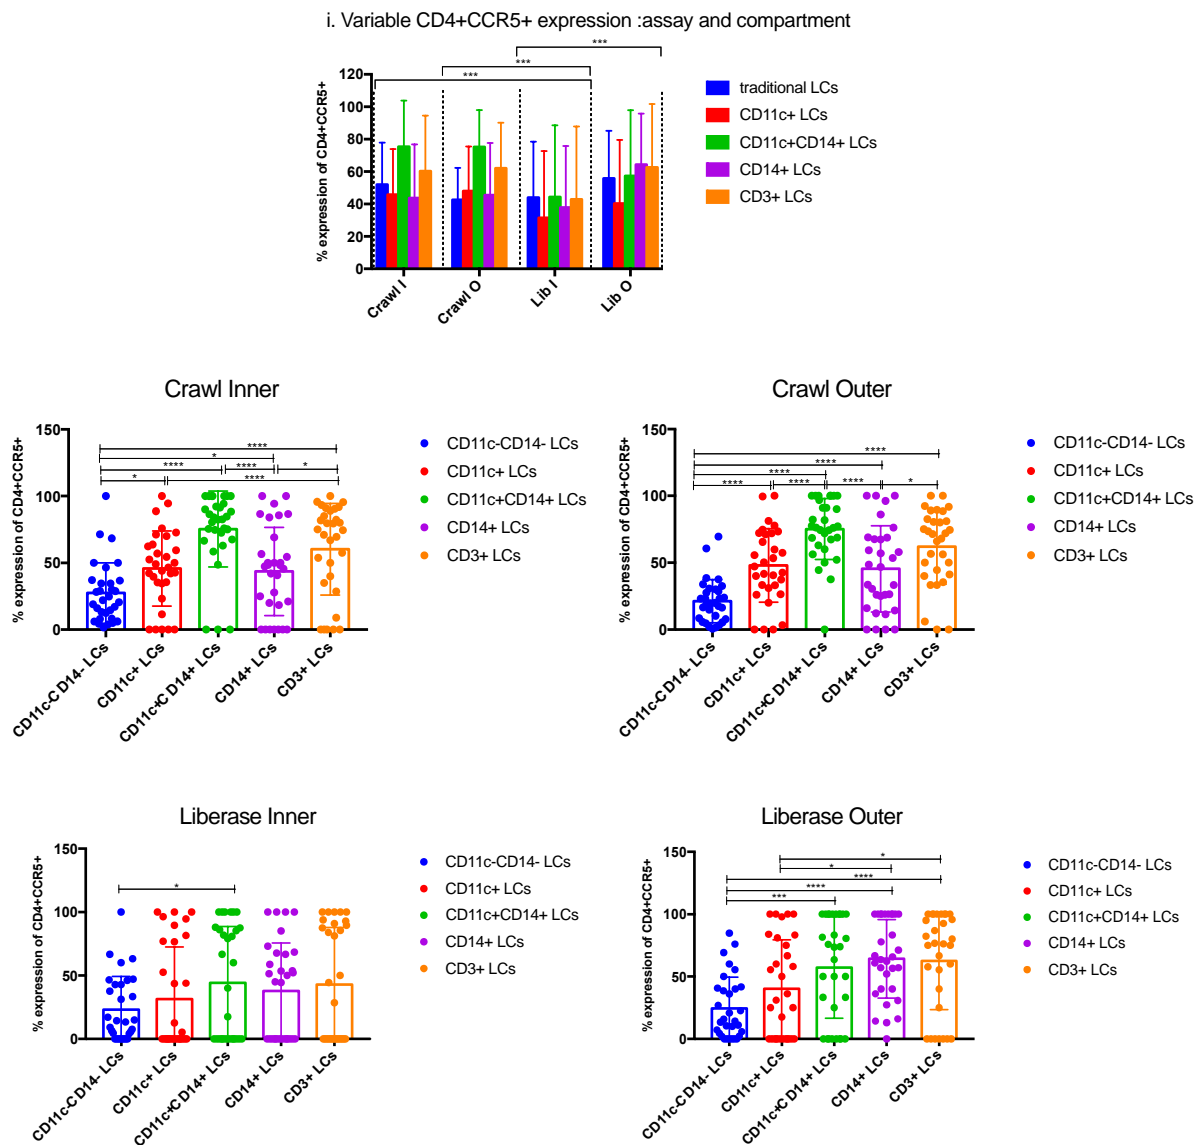 i. Variable CD4+CCR5+ expression :assay and compartment
***
***
***
% expression of CD4+CCR5+
120
100
80
60
40
20
0
Crawl I
Crawl O
Lib I
Lib O
traditional LCs
CD11c+ LCs
CD11c+CD14+ LCs
CD14+ LCs
CD3+ LCs
Crawl Inner
% expression of CD4+CCR5+
150
100
50
0
****
*
****
****
*
*
****
CD11c-C D14- LCs
CD11c+ LCs
CD11c+C D14+ LCs
CD14+ LCs
CD3+ LCs
CD11c-CD14- LCs
CD11c+ LCs
CD11c+CD14+ LCs
CD14+ LCs
CD3+ LCs
Crawl Outer
% expression of CD4+CCR5+
150
100
50
0
****
****
****
****
****
****
*
CD11c-C D14- LCs
CD11c+ LCs
CD11c+C D14+ LCs
CD14+ LCs
CD3+ LCs
CD11c-CD14- LCs
CD11c+ LCs
CD11c+CD14+ LCs
CD14+ LCs
CD3+ LCs
Liberase Inner
% expression of CD4+CCR5+
150
100
50
0
*
CD11c-C D14- LCs
CD11c+ LCs
CD11c+C D14+ LCs
CD14+ LCs
CD3+ LCs
CD11c-CD14- LCs
CD11c+ LCs
CD11c+CD14+ LCs
CD14+ LCs
CD3+ LCs
Liberase Outer
% expression of CD4+CCR5+
150
100
50
0
*
*
****
****
***
CD11c-C D14- LCs
CD11c+ LCs
CD11c+C D14+ LCs
CD14+ LCs
CD3+ LCs
CD11c-CD14- LCs
CD11c+ LCs
CD11c+CD14+ LCs
CD14+ LCs
CD3+ LCs